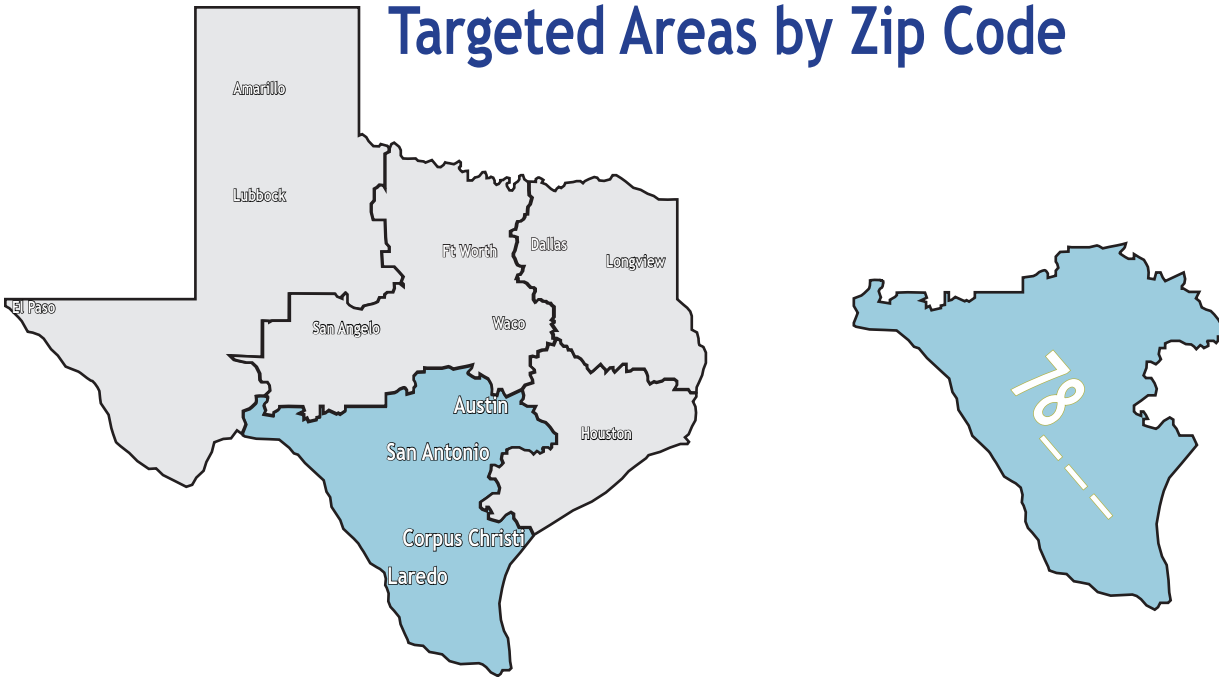 Targeted Areas by Zip Code
Amarillo
Lubbock
Ft Worth
Dallas
Longview
El Paso
San Angelo
Waco
Austin
Houston
San Antonio
Corpus Christi
Laredo
78---